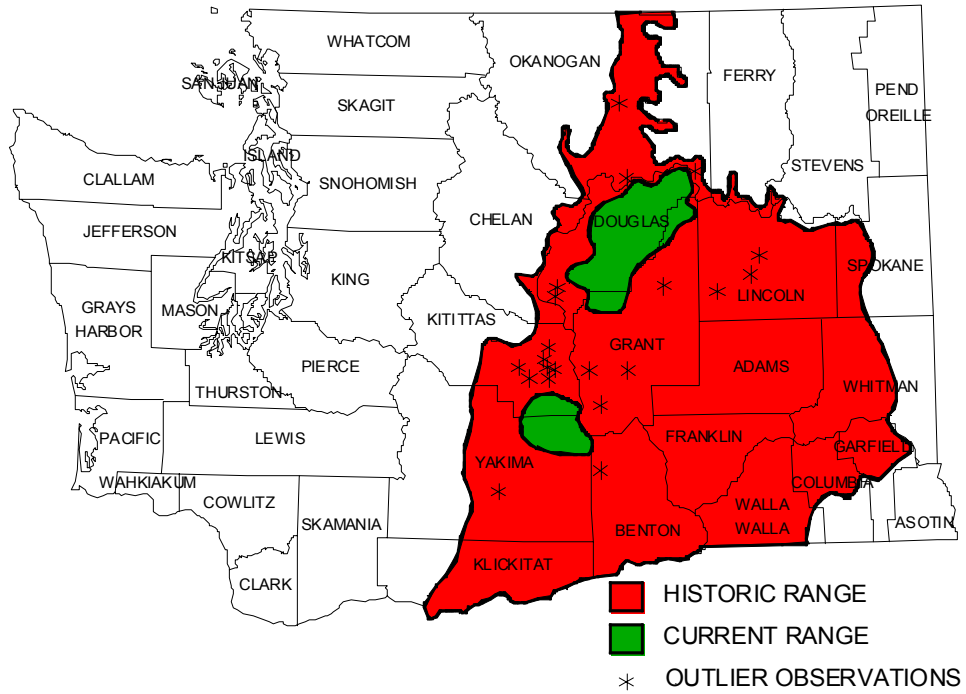 WHATCOM
OKANOGAN
FERRY
PEND
OREILLE
SAN JUAN
SKAGIT
ISLAND
STEVENS
CLALLAM
SNOHOMISH
CHELAN
DOUGLAS
JEFFERSON
KITSAP
KING
SPOKANE
LINCOLN
GRAYS
HARBOR
MASON
KITITTAS
GRANT
PIERCE
ADAMS
THURSTON
WHITMAN
PACIFIC
LEWIS
FRANKLIN
GARFIELD
YAKIMA
WAHKIAKUM
COLUMBIA
COWLITZ
WALLA
WALLA
SKAMANIA
BENTON
ASOTIN
KLICKITAT
CLARK
HISTORIC RANGE
CURRENT RANGE
OUTLIER OBSERVATIONS